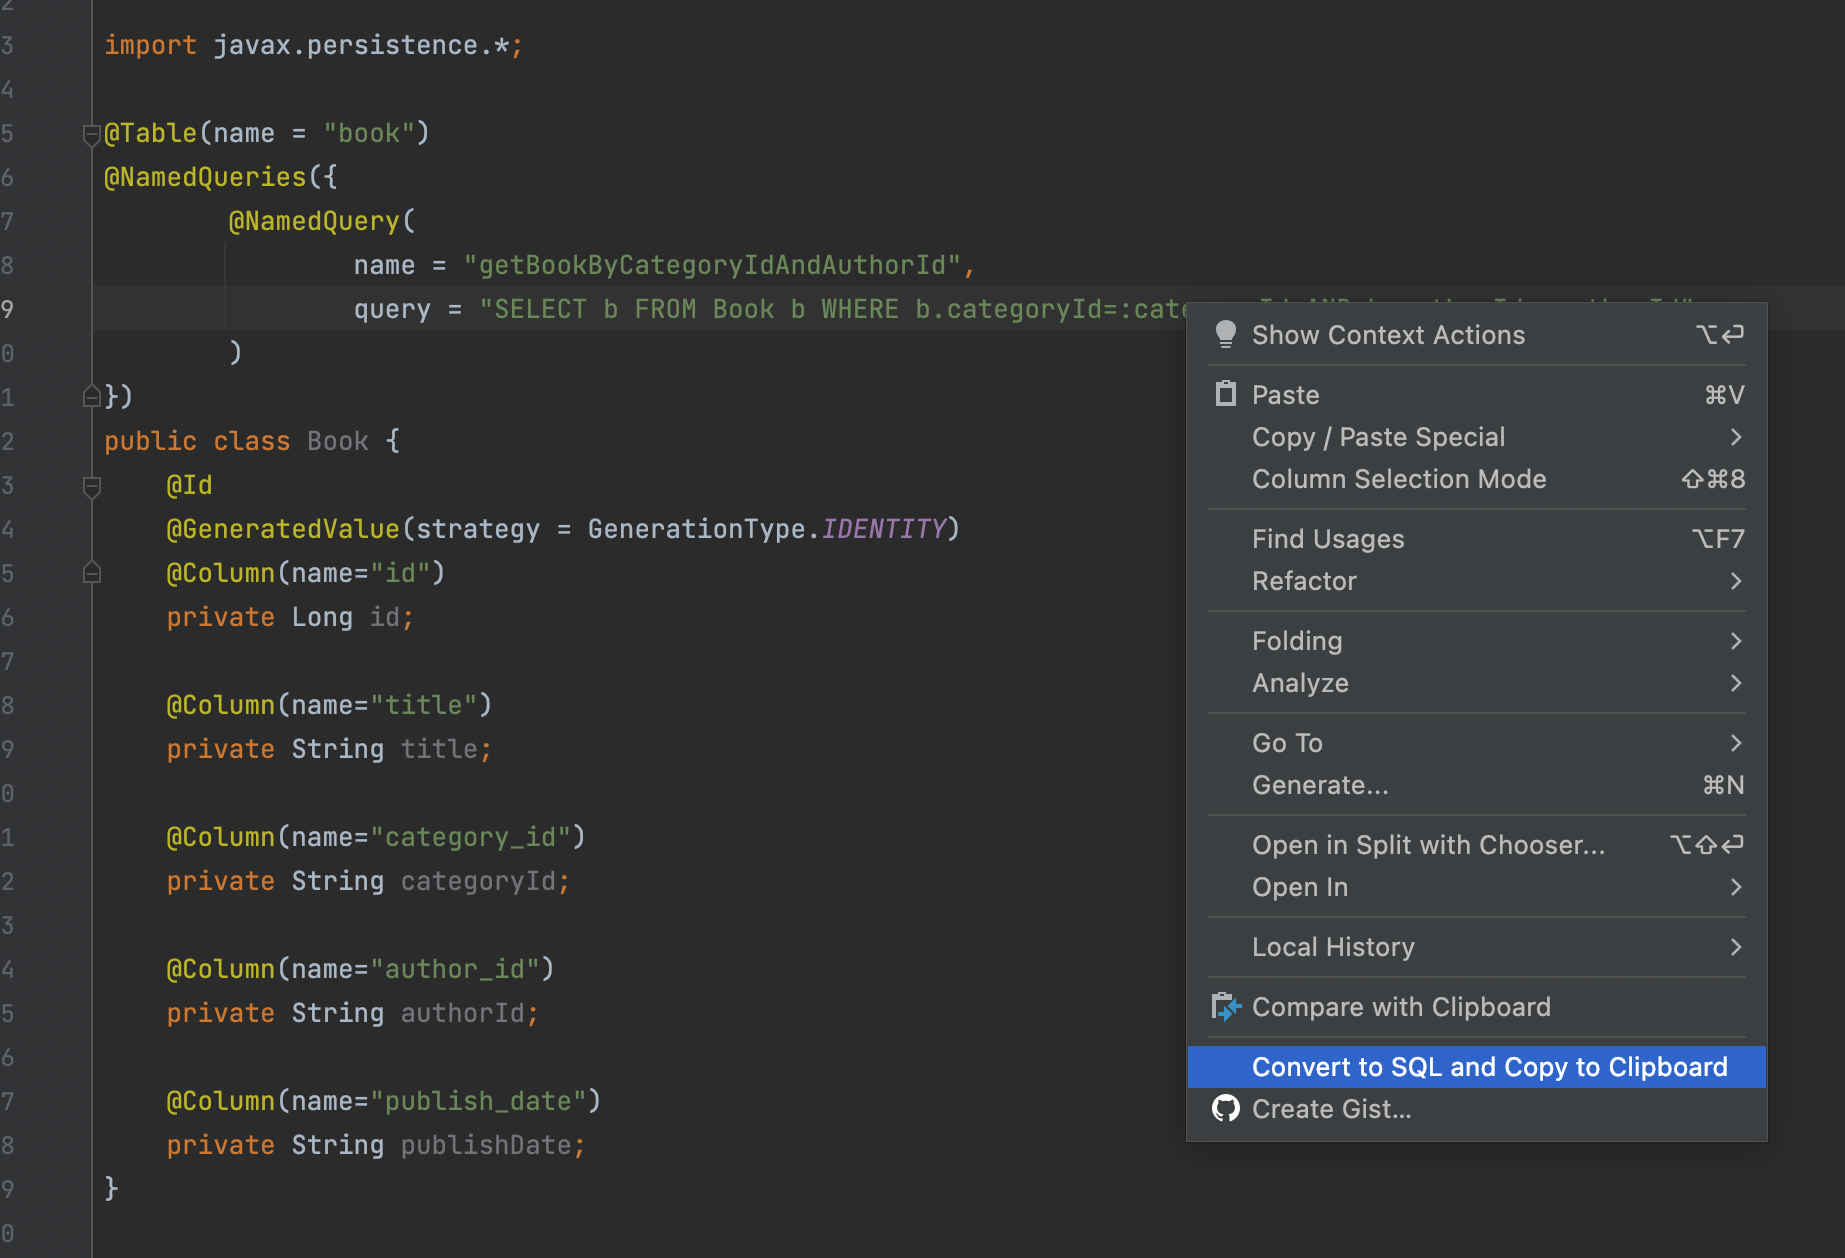 2
3 import javax.persistence.*;
4
5 @Table(name = "book")
6 @NamedQueries({
7 @NamedQuery(
8 name = "getBookByCategoryIdAndAuthorId",
9 query = "SELECT b FROM Book b WHERE b.categoryId=:cate
0 )
1 })
2 public class Book {
3 @Id
4 @GeneratedValue(strategy = GenerationType.IDENTITY)
5 @Column(name="id")
6 private Long id;
7
8 @Column(name="title")
9 private String title;
0
1 @Column(name="category_id")
2 private String categoryId;
3
4 @Column(name="author_id")
5 private String authorId;
6
7 @Column(name="publish_date")
8 private String publishDate;
9 }
0
Show Context Actions ⌥⏎
Paste ⌘V
Copy / Paste Special >
Column Selection Mode ⇧⌘8
Find Usages ⌥F7
Refactor >
Folding >
Analyze >
Go To >
Generate... ⌘N
Open in Split with Chooser... ⌥⇧⏎
Open In >
Local History >
Compare with Clipboard
Convert to SQL and Copy to Clipboard
Create Gist...